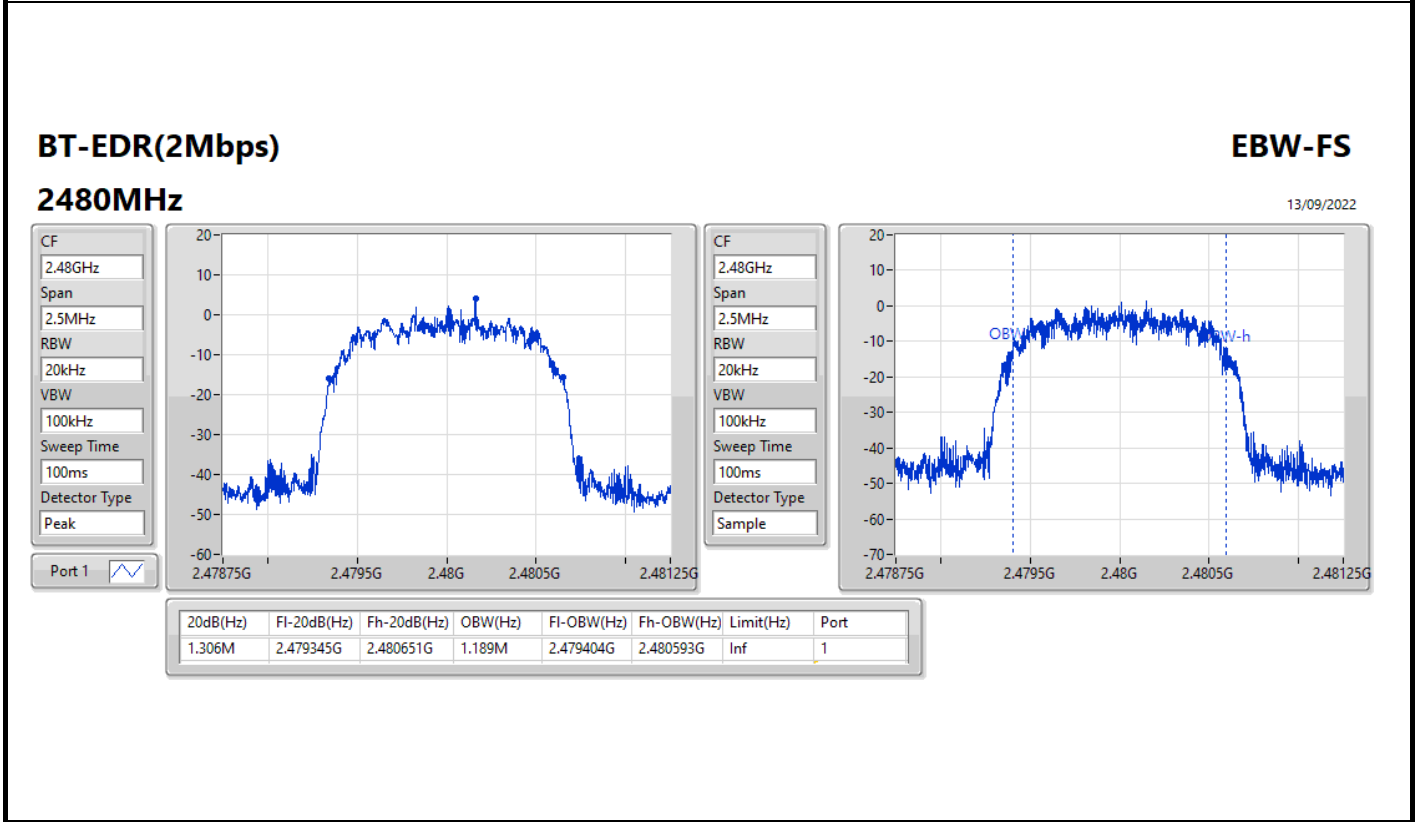 BT-EDR(2Mbps)
EBW-FS
2480MHz
13/09/2022
CF
2.48GHz
Span
2.5MHz
RBW
20kHz
VBW
100kHz
Sweep Time
100ms
Detector Type
Peak
Port 1
20
10
0
-10
-20
-30
-40
-50
-60
2.47875G 2.4795G 2.48G 2.4805G 2.48125G
CF
2.48GHz
Span
2.5MHz
RBW
20kHz
VBW
100kHz
Sweep Time
100ms
Detector Type
Sample
20
10
0
-10
-20
-30
-40
-50
-60
-70
2.47875G 2.4795G 2.48G 2.4805G 2.48125G
20dB(Hz) Fl-20dB(Hz) Fh-20dB(Hz) OBW(Hz) Fl-OBW(Hz) Fh-OBW(Hz) Limit(Hz) Port
1.306M 2.479345G 2.480651G 1.189M 2.479404G 2.480593G Inf 1